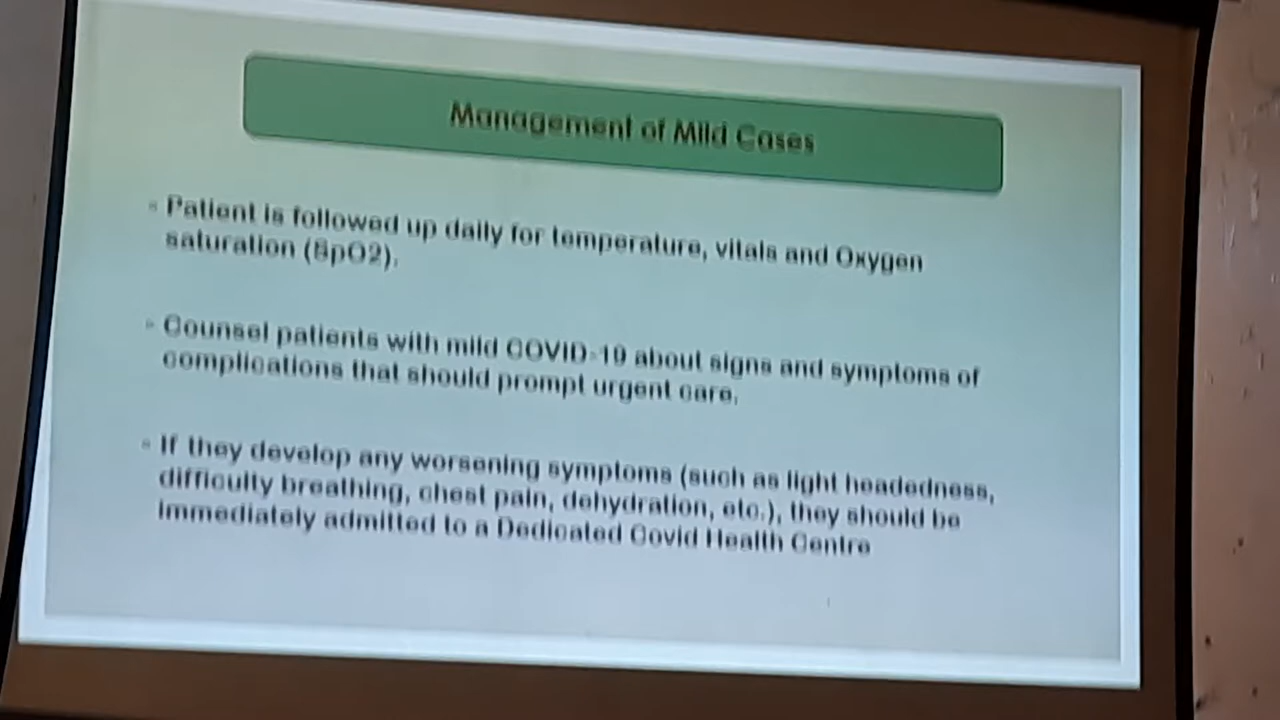 Management of Mild Cases
Patient is followed up daily for temperature, vitals and Oxygen
saturation (SpO2).
Counsel patients with mild COVID-19 about signs and symptoms of
complications that should prompt urgent care.
If they develop any worsening symptoms (such as light headedness,
difficulty breathing, chest pain, dehydration, etc.), they should be
immediately admitted to a Dedicated Covid Health Centre